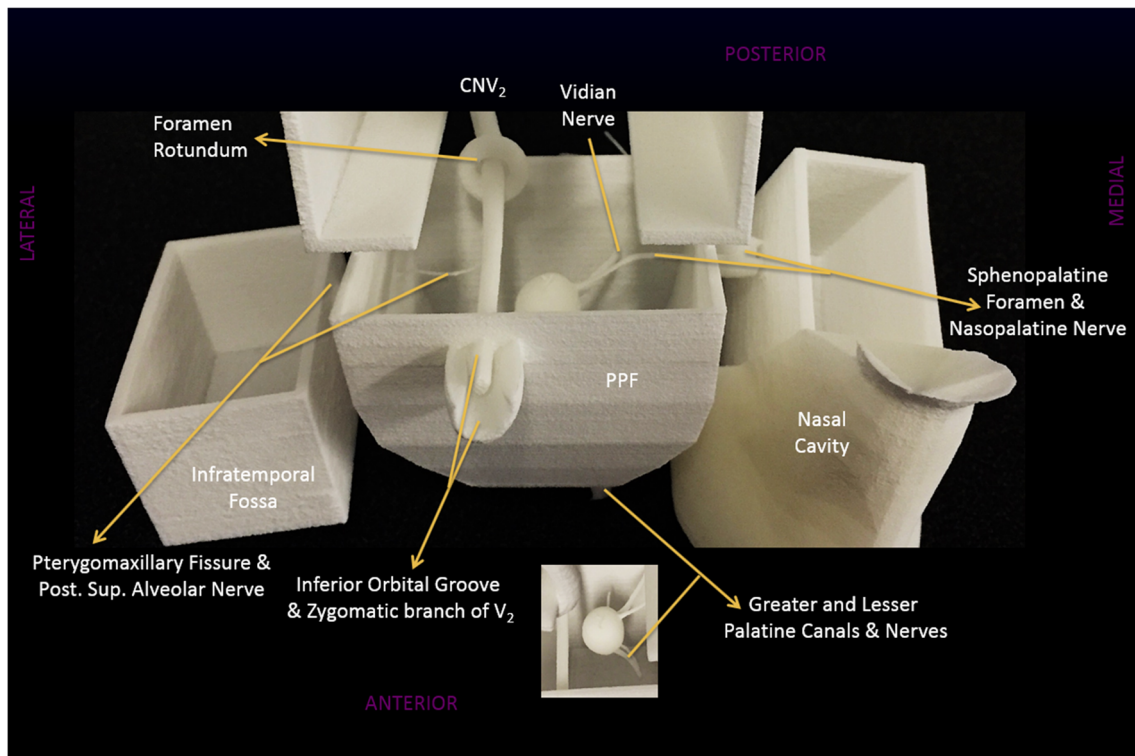 POSTERIOR
CNV₂
Vidian
Nerve
Foramen
Rotundum
LATERAL
MEDIAL
Sphenopalatine
Foramen &
Nasopalatine Nerve
PPF
Nasal
Cavity
Infratemporal
Fossa
Pterygomaxillary Fissure &
Post. Sup. Alveolar Nerve
Inferior Orbital Groove
& Zygomatic branch of V₂
Greater and Lesser
Palatine Canals & Nerves
ANTERIOR